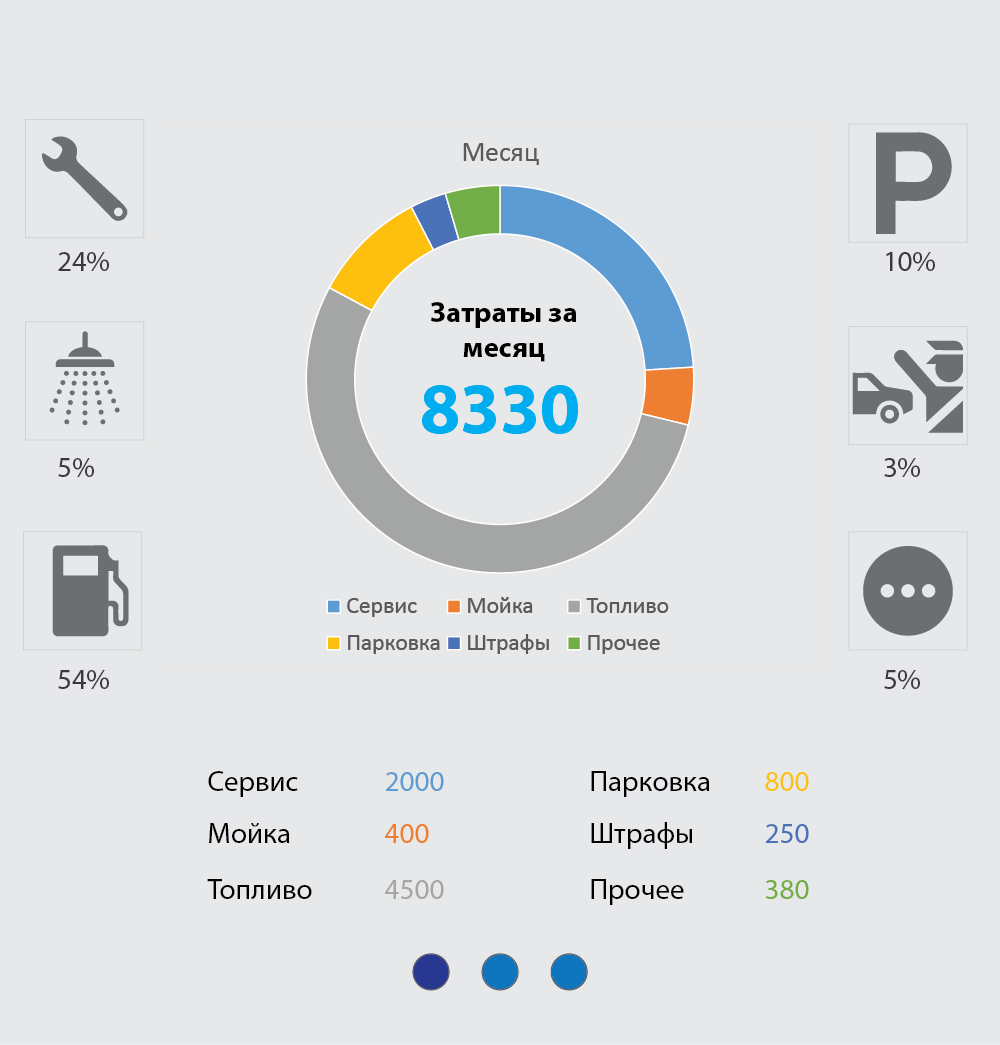 Месяц
24%
10%
Затраты за
месяц
8330
5%
3%
Сервис Мойка Топливо
Парковка Штрафы Прочее
54%
5%
Сервис 2000 Парковка 800
Мойка 400 Штрафы 250
Топливо 4500 Прочее 380